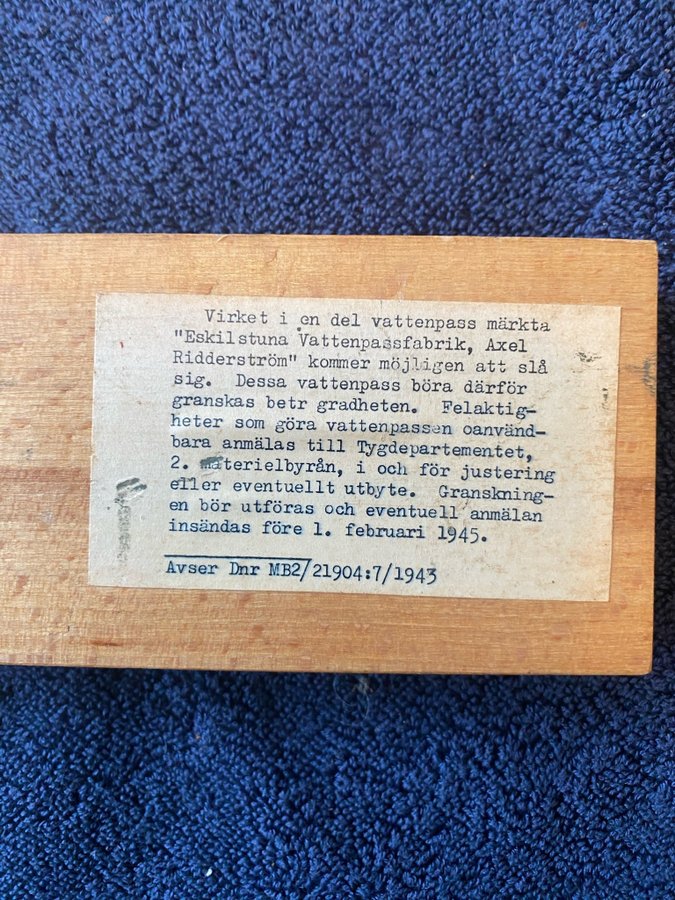 Virket i en del vattenpass märkta
"Eskilstuna Vattenpassfabrik, Axel
Ridderström" kommer möjligen att slå
sig. Dessa vattenpass böra därför
granskas betr gradheten. Felaktig-
heter som göra vattenpassen oanvänd-
bara anmälas till Tygdepartementet,
2. materielbyrån, i och för justering
eller eventuellt utbyte. Granskning-
en bör utföras och eventuell anmälan
insändas före 1. februari 1945.
Avser Dnr MB2/21904:7/1943